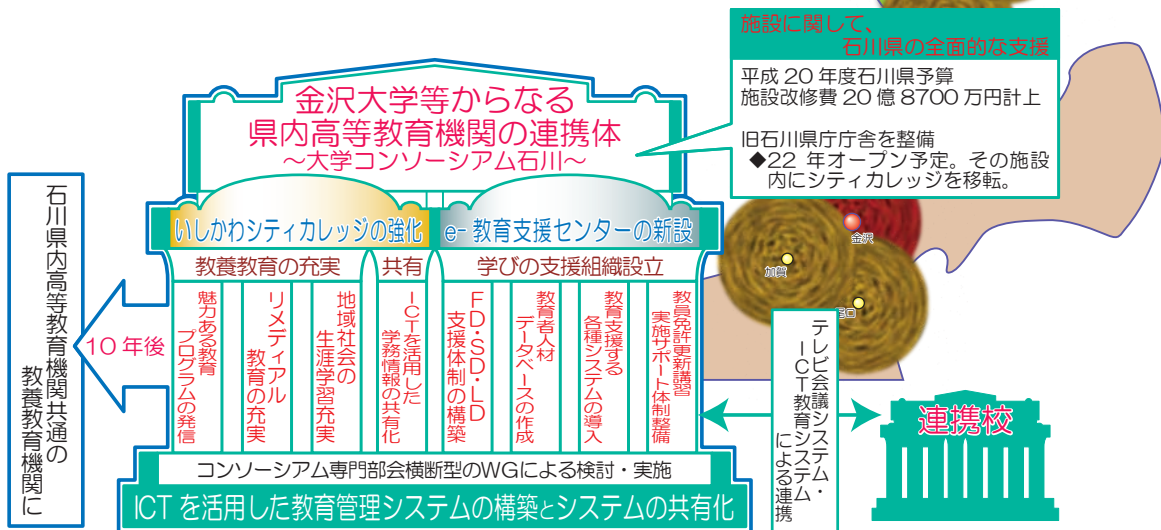 施設に関して、
石川県の全面的な支援
平成 20 年度石川県予算
施設改修費 20 億 8700 万円計上
旧石川県庁庁舎を整備
◆22 年オープン予定。その施設
内にシティカレッジを移転。
金沢大学等からなる
県内高等教育機関の連携体
～大学コンソーシアム石川～
いしかわシティカレッジの強化
e- 教育支援センターの新設
教養教育の充実
共有
学びの支援組織設立
魅力ある教育
プログラムの発信
リメディアル
教育の充実
地域社会の
生涯学習充実
ICTを活用した
学務情報の共有化
FD・SD・LD
支援体制の構築
教育者人材
データベースの作成
教育支援する
各種システムの導入
教員免許更新講習
実施サポート体制整備
コンソーシアム専門部会横断型のWGによる検討・実施
ICT を活用した教育管理システムの構築とシステムの共有化
10 年後
石川県内高等教育機関共通の
教養教育機関に
金沢
加賀
テレビ会議システム・
ICT教育システム
による連携
連携校